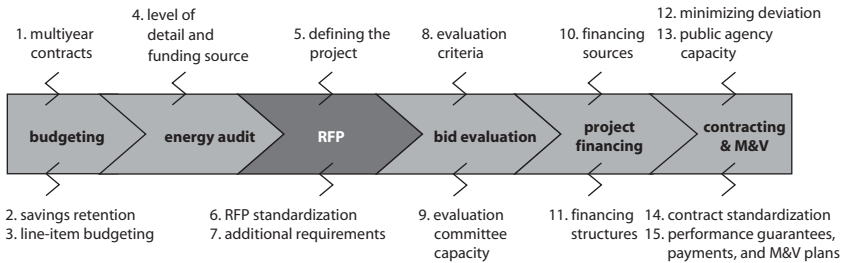 1. multiyear
contracts
4. level of
detail and
funding source
5. defining the
project
8. evaluation
criteria
10. financing
sources
12. minimizing deviation
13. public agency
capacity
budgeting
energy audit
RFP
bid evaluation
project
financing
contracting
& M&V
2. savings retention
3. line-item budgeting
6. RFP standardization
7. additional requirements
9. evaluation
committee
capacity
11. financing
structures
14. contract standardization
15. performance guarantees,
payments, and M&V plans